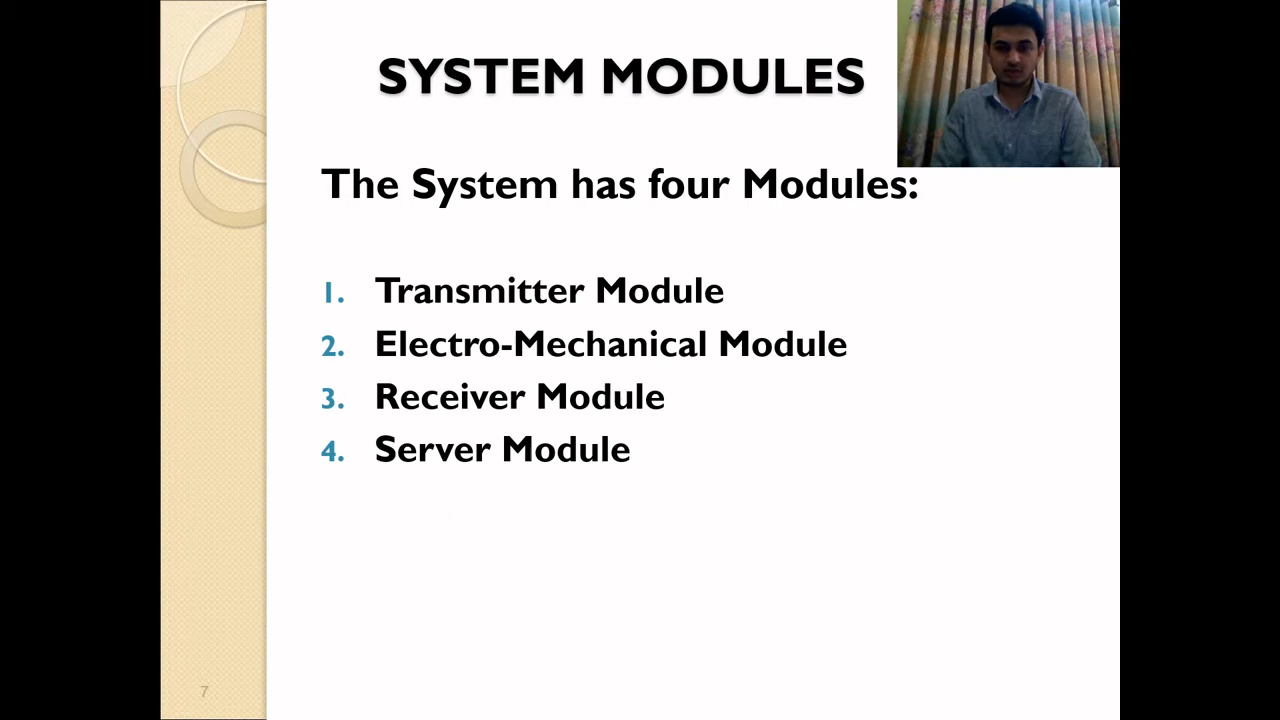 SYSTEM MODULES
The System has four Modules:
1. Transmitter Module
2. Electro-Mechanical Module
3. Receiver Module
4. Server Module
7